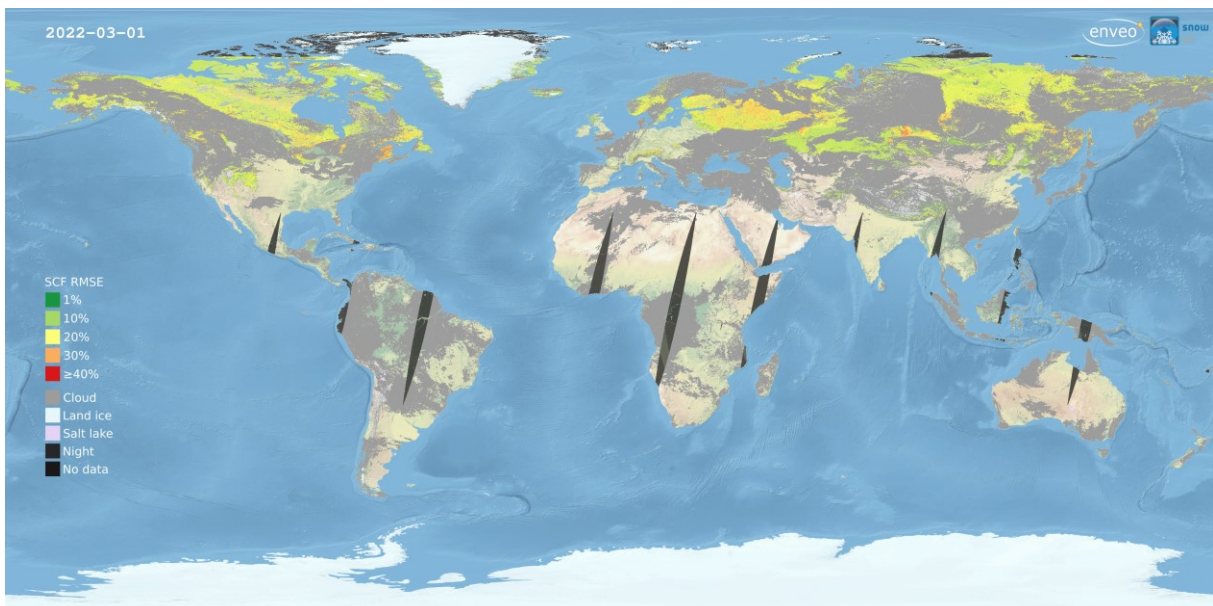 2022-03-01
enveo
snow
SCF RMSE
1%
10%
20%
30%
≥40%
Cloud
Land ice
Salt lake
Night
No data